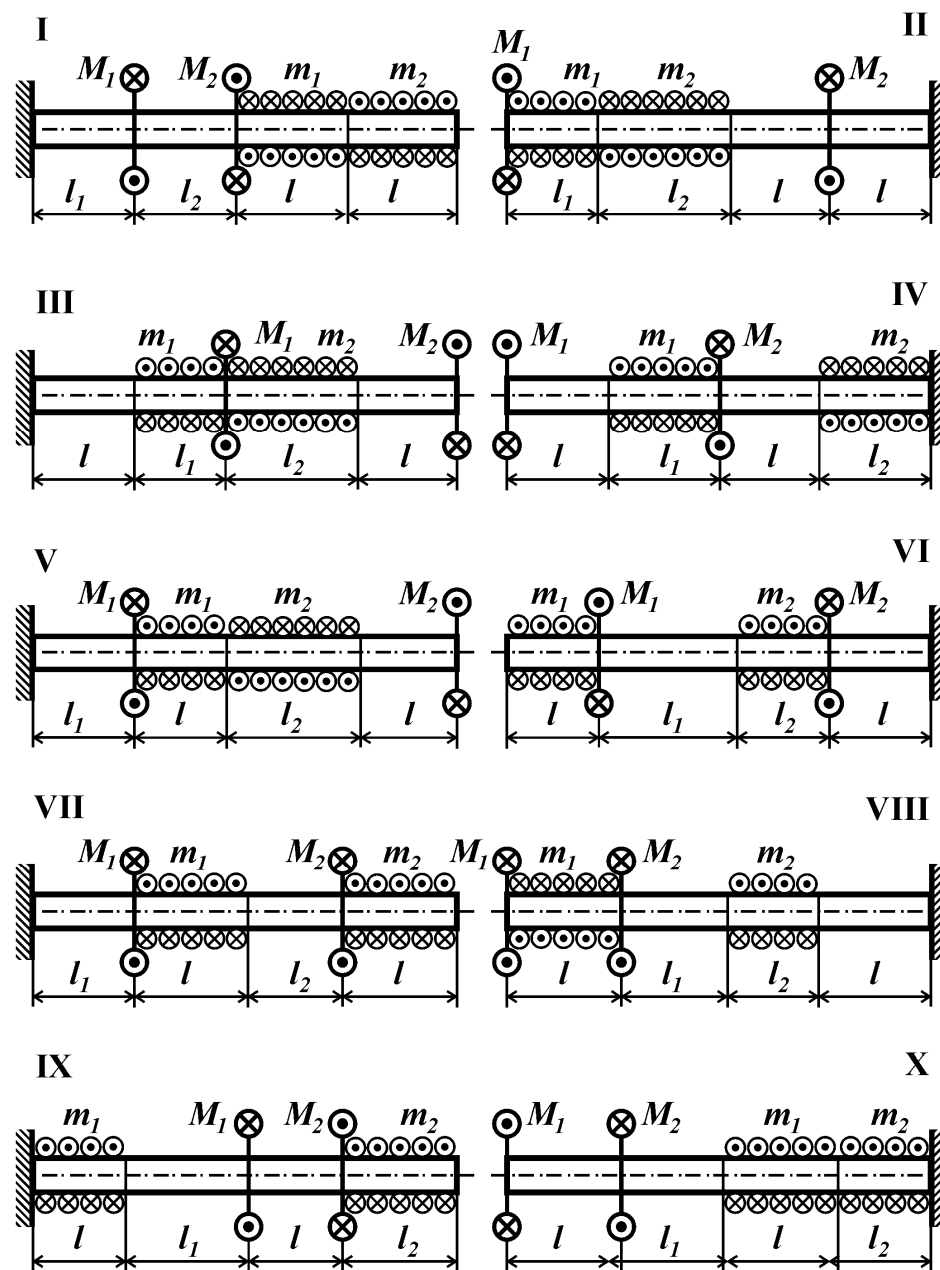 I II
M1 M2 m1 m2 M1 m1 m2 M2
l1 l2 l l l1 l2 l l
III IV
m1 M1 m2 M2 M1 m1 M2 m2
l l1 l2 l l l1 l l2
V VI
M1 m1 m2 M2 m1 M1 m2 M2
l1 l l2 l l l1 l2 l
VII VIII
M1 m1 M2 m2 M1 m1 M2 m2
l1 l l2 l l l1 l2 l
IX X
m1 M1 M2 m2 M1 M2 m1 m2
l l1 l l2 l l1 l l2